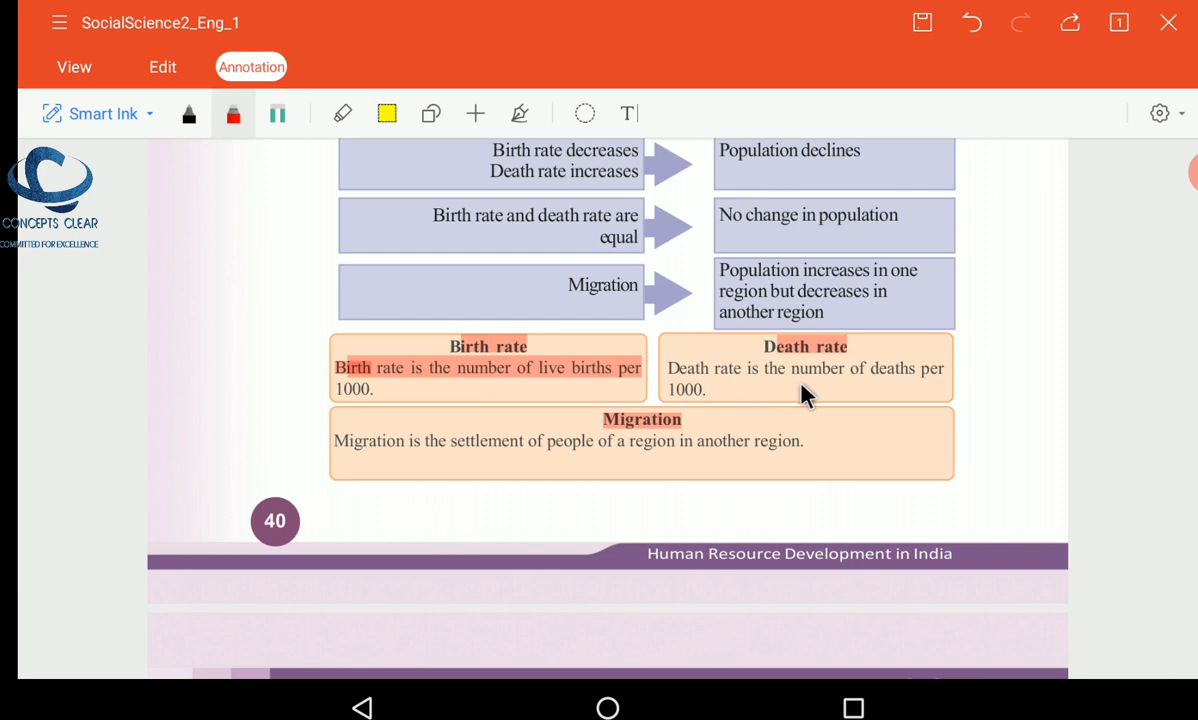 SocialScience2_Eng_1
1
View
Edit
Annotation
Smart Ink
T
CONCEPTS CLEAR
COMMITTED FOR EXCELLENCE
Birth rate decreases
Death rate increases
Population declines
Birth rate and death rate are
equal
No change in population
Migration
Population increases in one
region but decreases in
another region
Birth rate
Birth rate is the number of live births per
1000.
Death rate
Death rate is the number of deaths per
1000.
Migration
Migration is the settlement of people of a region in another region.
40
Human Resource Development in India